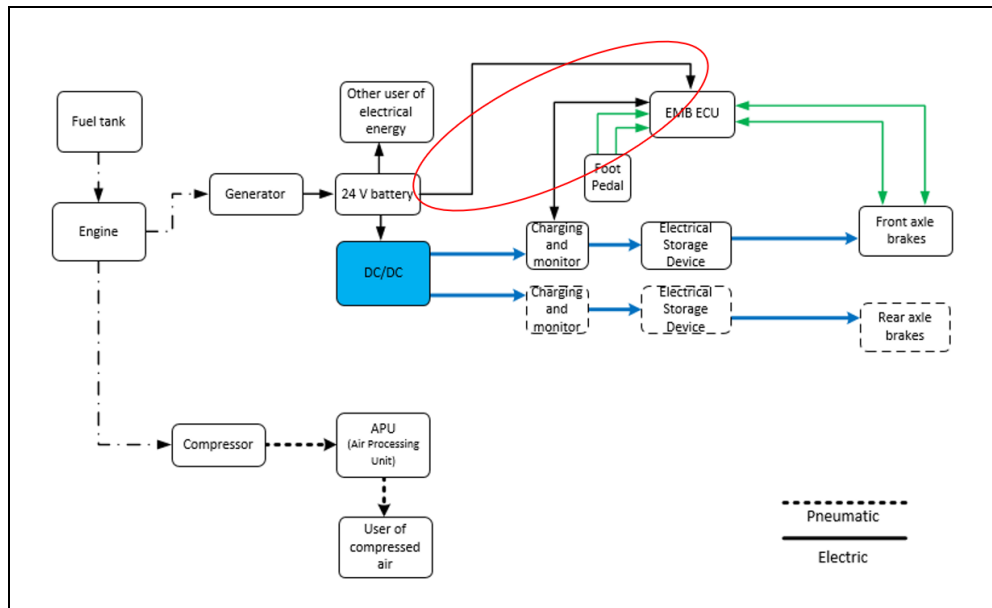 Fuel tank
Other user of
electrical
energy
EMB ECU
Foot
Pedal
Generator
24 V battery
Engine
Charging
and
monitor
Electrical
Storage
Device
Front axle
brakes
DC/DC
Charging
and
monitor
Electrical
Storage
Device
Rear axle
brakes
Compressor
APU
(Air Processing
Unit)
User of
compressed
air
Pneumatic
Electric